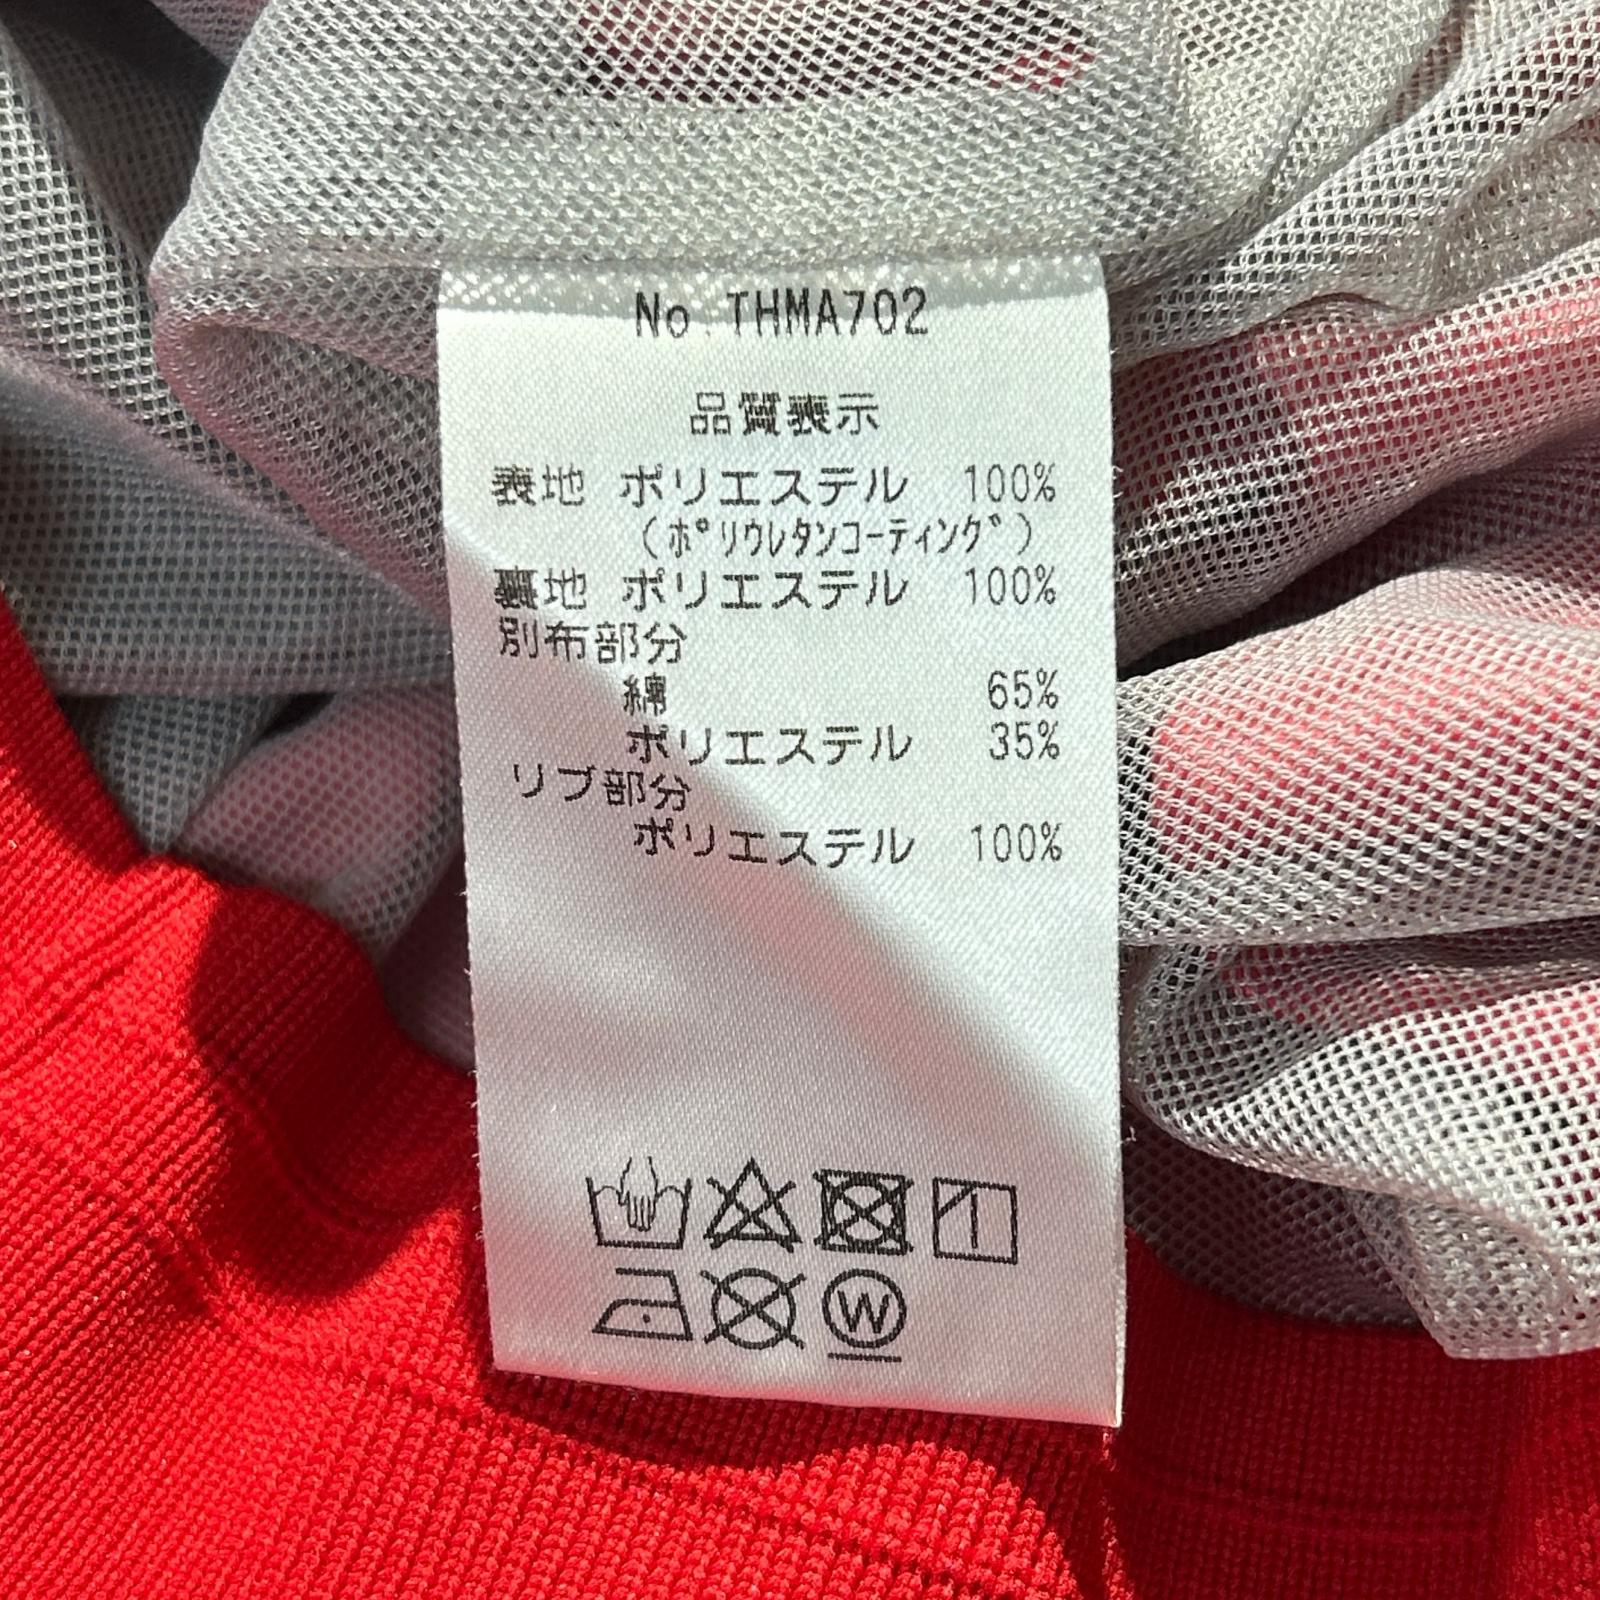 No.THMA702
品質表示
表地 ポリエステル 100%
(ポリウレタンコーティング)
裏地 ポリエステル 100%
別布部分
綿 65%
ポリエステル 35%
リブ部分
ポリエステル 100%
W